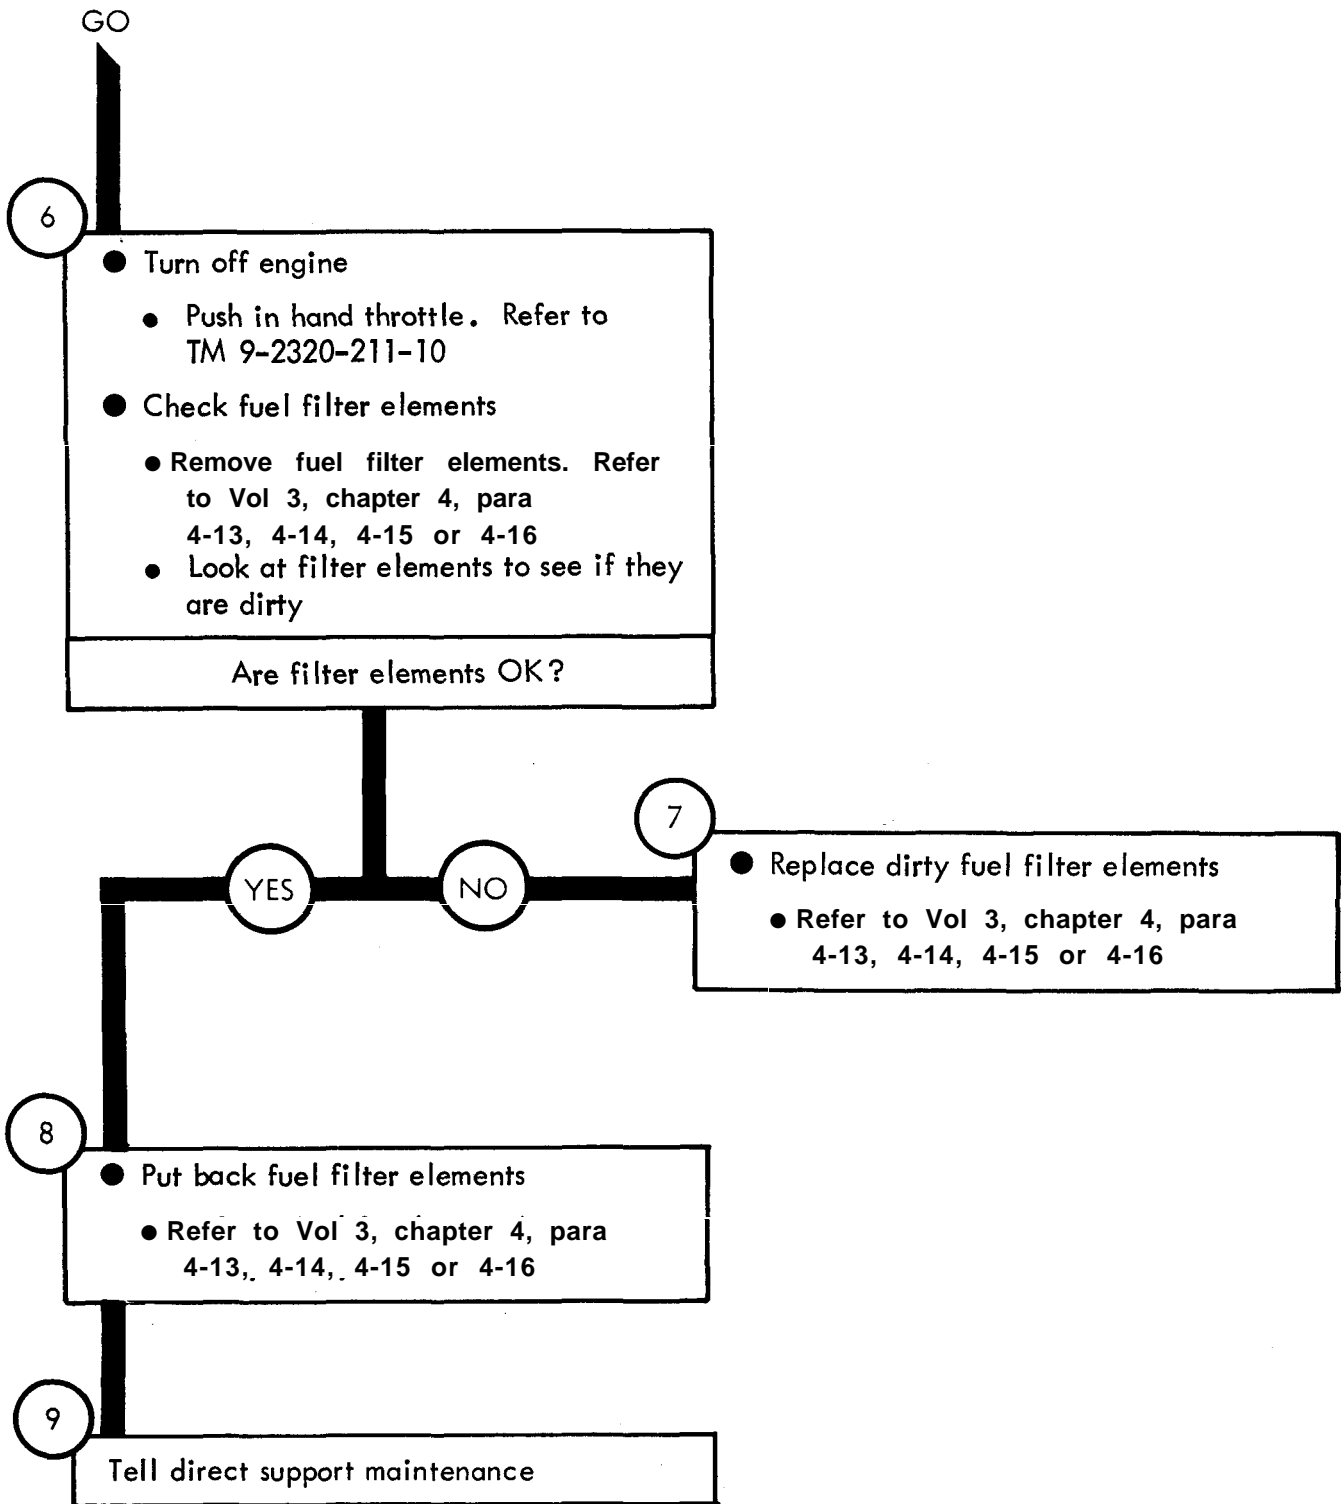 GO
6
● Turn off engine
● Push in hand throttle. Refer to
TM 9-2320-211-10
● Check fuel filter elements
● Remove fuel filter elements. Refer
to Vol 3, chapter 4, para
4-13, 4-14, 4-15 or 4-16
● Look at filter elements to see if they
are dirty
Are filter elements OK?
YES
NO
7
● Replace dirty fuel filter elements
● Refer to Vol 3, chapter 4, para
4-13, 4-14, 4-15 or 4-16
8
● Put back fuel filter elements
● Refer to Vol 3, chapter 4, para
4-13, 4-14, 4-15 or 4-16
9
Tell direct support maintenance